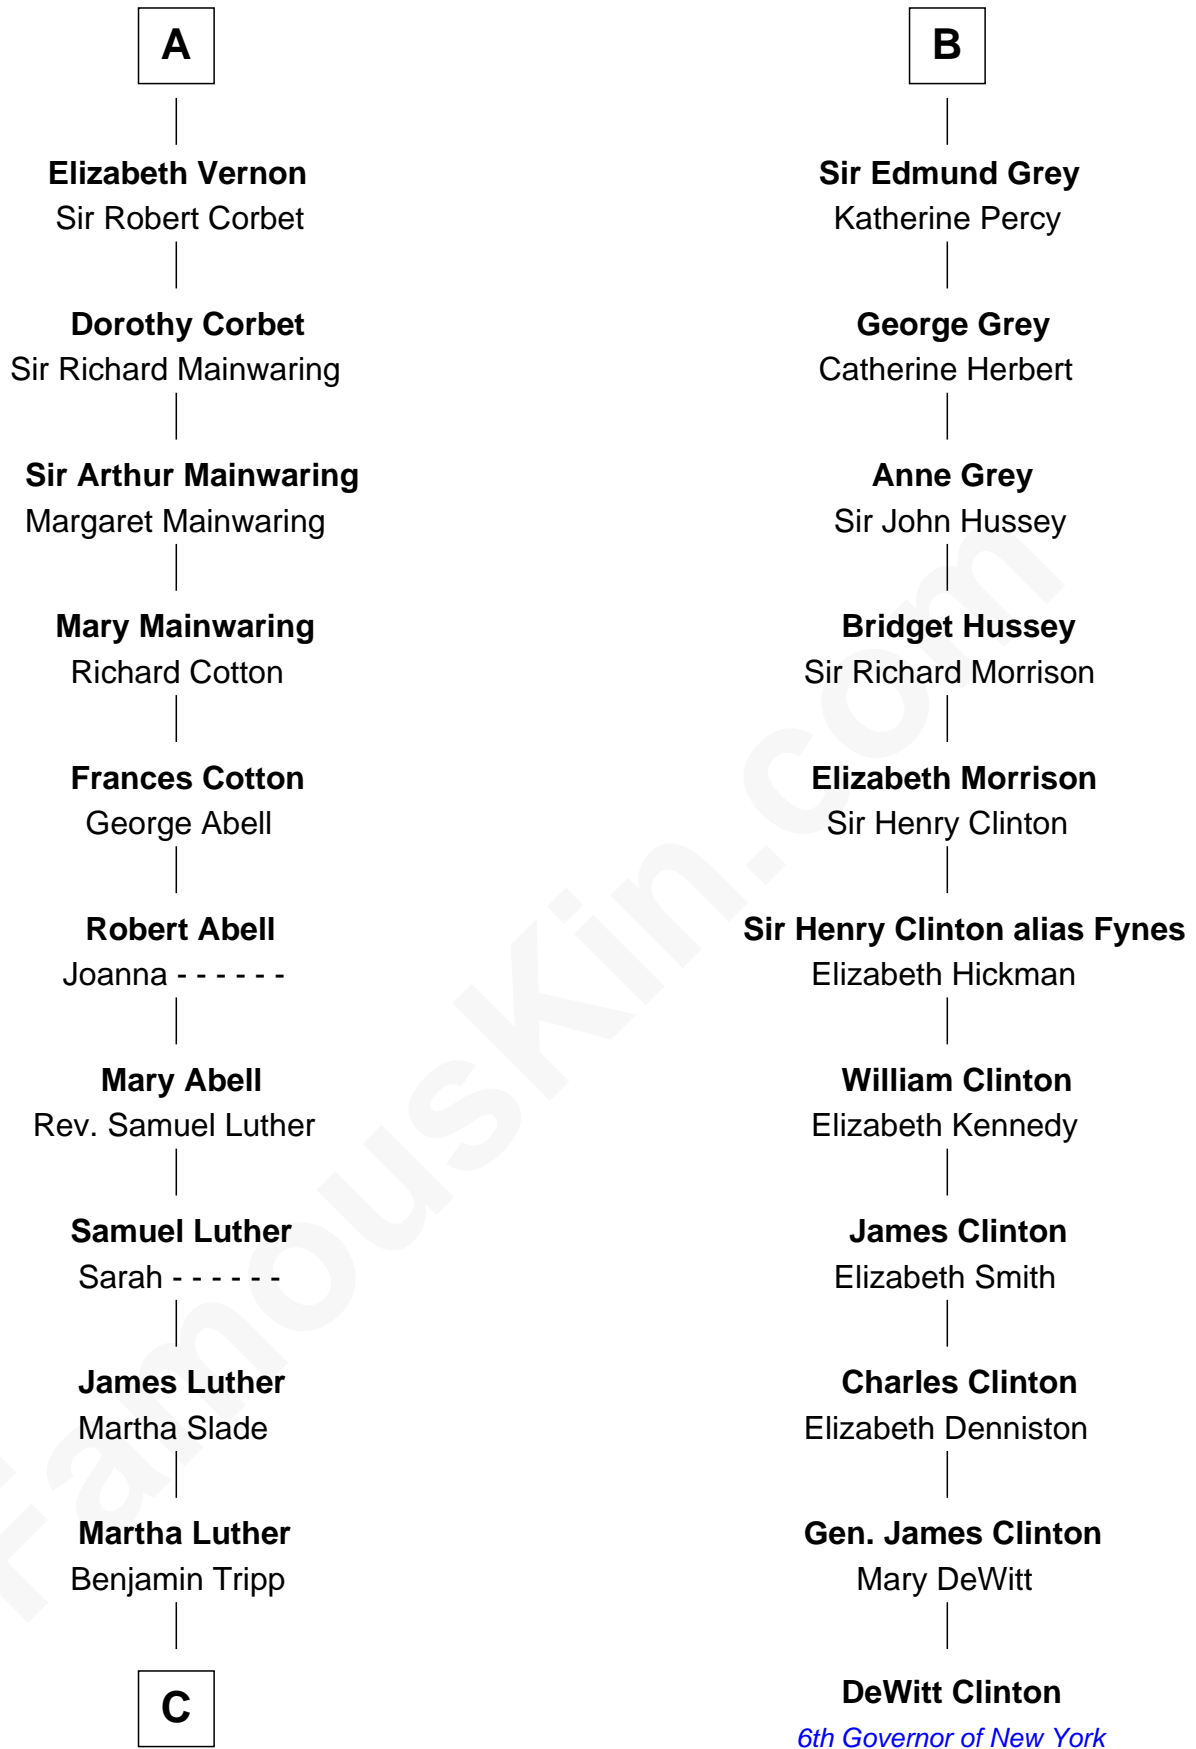 A
Elizabeth Vernon
Sir Robert Corbet
Dorothy Corbet
Sir Richard Mainwaring
Sir Arthur Mainwaring
Margaret Mainwaring
Mary Mainwaring
Richard Cotton
Frances Cotton
George Abell
Robert Abell
Joanna - - - - - -
Mary Abell
Rev. Samuel Luther
Samuel Luther
Sarah - - - - - -
James Luther
Martha Slade
Martha Luther
Benjamin Tripp
C
B
Sir Edmund Grey
Katherine Percy
George Grey
Catherine Herbert
Anne Grey
Sir John Hussey
Bridget Hussey
Sir Richard Morrison
Elizabeth Morrison
Sir Henry Clinton
Sir Henry Clinton alias Fynes
Elizabeth Hickman
William Clinton
Elizabeth Kennedy
James Clinton
Elizabeth Smith
Charles Clinton
Elizabeth Denniston
Gen. James Clinton
Mary DeWitt
DeWitt Clinton
6th Governor of New York
FamousKin.com